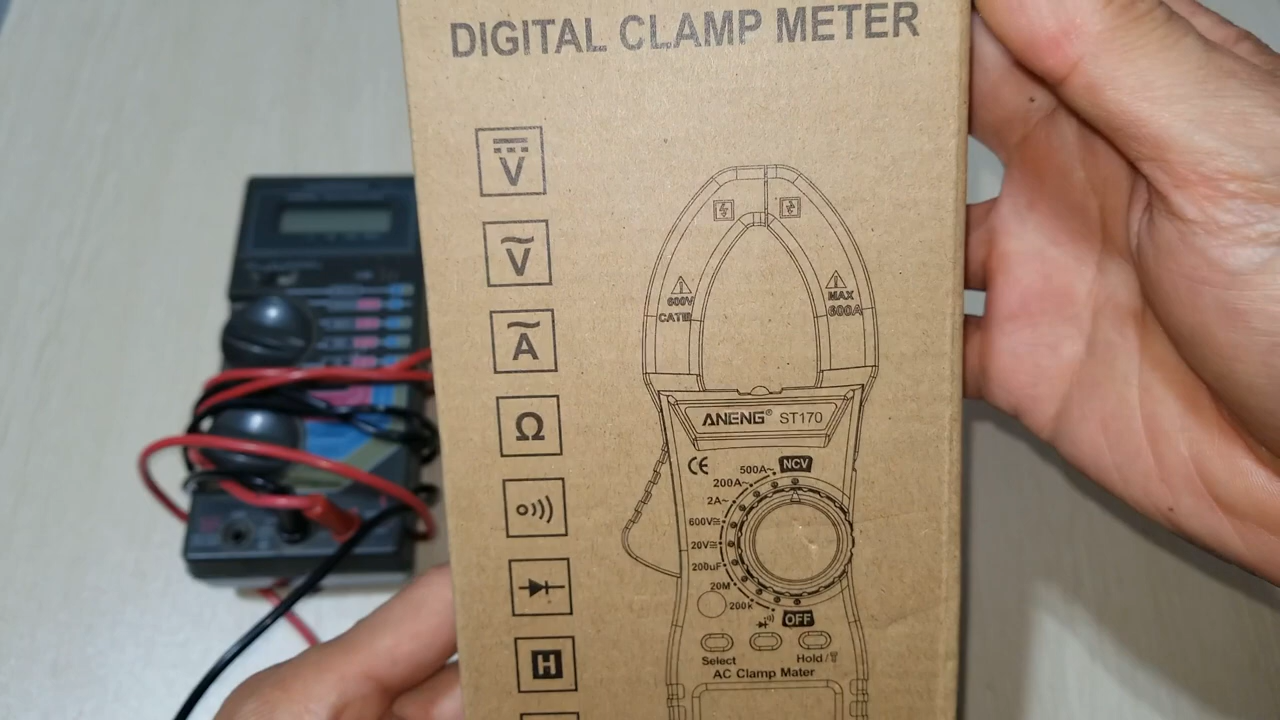 DIGITAL CLAMP METER
V
V
A
Ω
H
600V
CATIII
MAX
600A
ANENG® ST170
CE
NCV
500A~
200A~
2A~
600V≂
20V≂
200uF
20M
200k
OFF
Select
Hold /
AC Clamp Mater